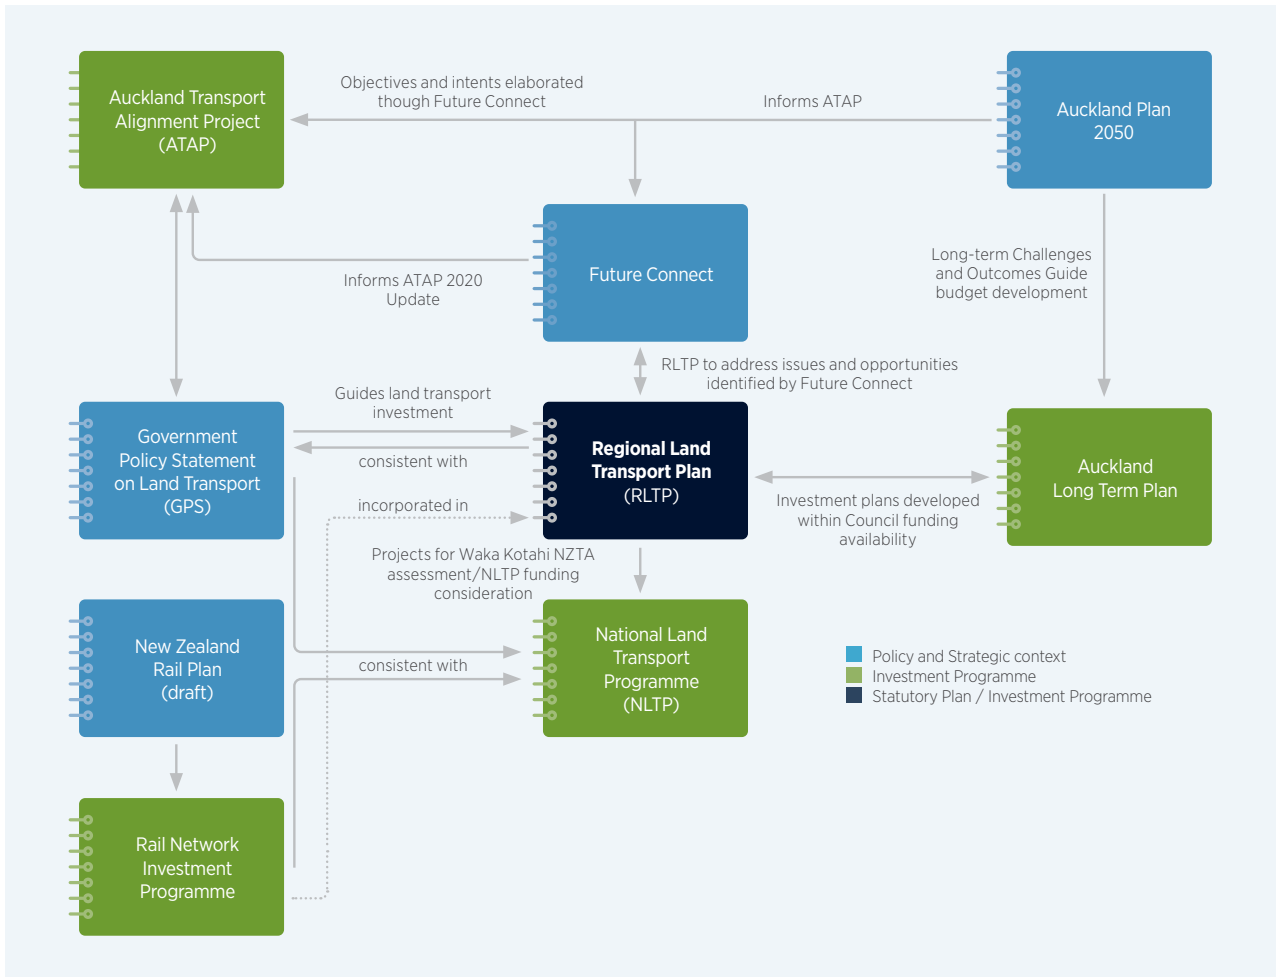 Auckland Transport
Alignment Project
(ATAP)
Objectives and intents elaborated
though Future Connect
Informs ATAP
Auckland Plan
2050
Future Connect
Informs ATAP 2020
Update
Long-term Challenges
and Outcomes Guide
budget development
RLTP to address issues and opportunities
identified by Future Connect
Guides land transport
investment
Government
Policy Statement
on Land Transport
(GPS)
consistent with
incorporated in
Regional Land
Transport Plan
(RLTP)
Investment plans developed
within Council funding
availability
Auckland
Long Term Plan
Projects for Waka Kotahi NZTA
assessment/NLTP funding
consideration
New Zealand
Rail Plan
(draft)
consistent with
National Land
Transport
Programme
(NLTP)
Policy and Strategic context
Investment Programme
Statutory Plan / Investment Programme
Rail Network
Investment
Programme